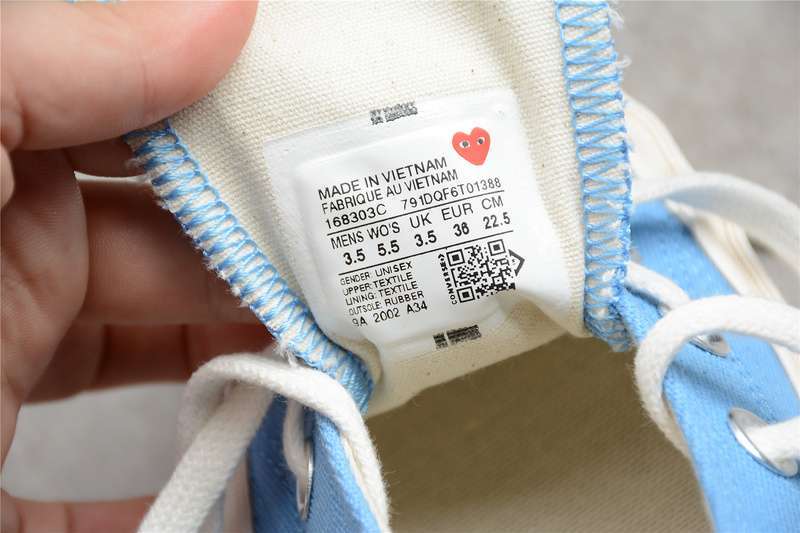 MADE IN VIETNAM
FABRIQUE AU VIETNAM
168303C 791DQF6T01388
MENS WO'S UK EUR CM
3.5 5.5 3.5 36 22.5
GENDER: UNISEX
UPPER: TEXTILE
LINING: TEXTILE
OUTSOLE: RUBBER
9A 2002 A34
CONVERSE